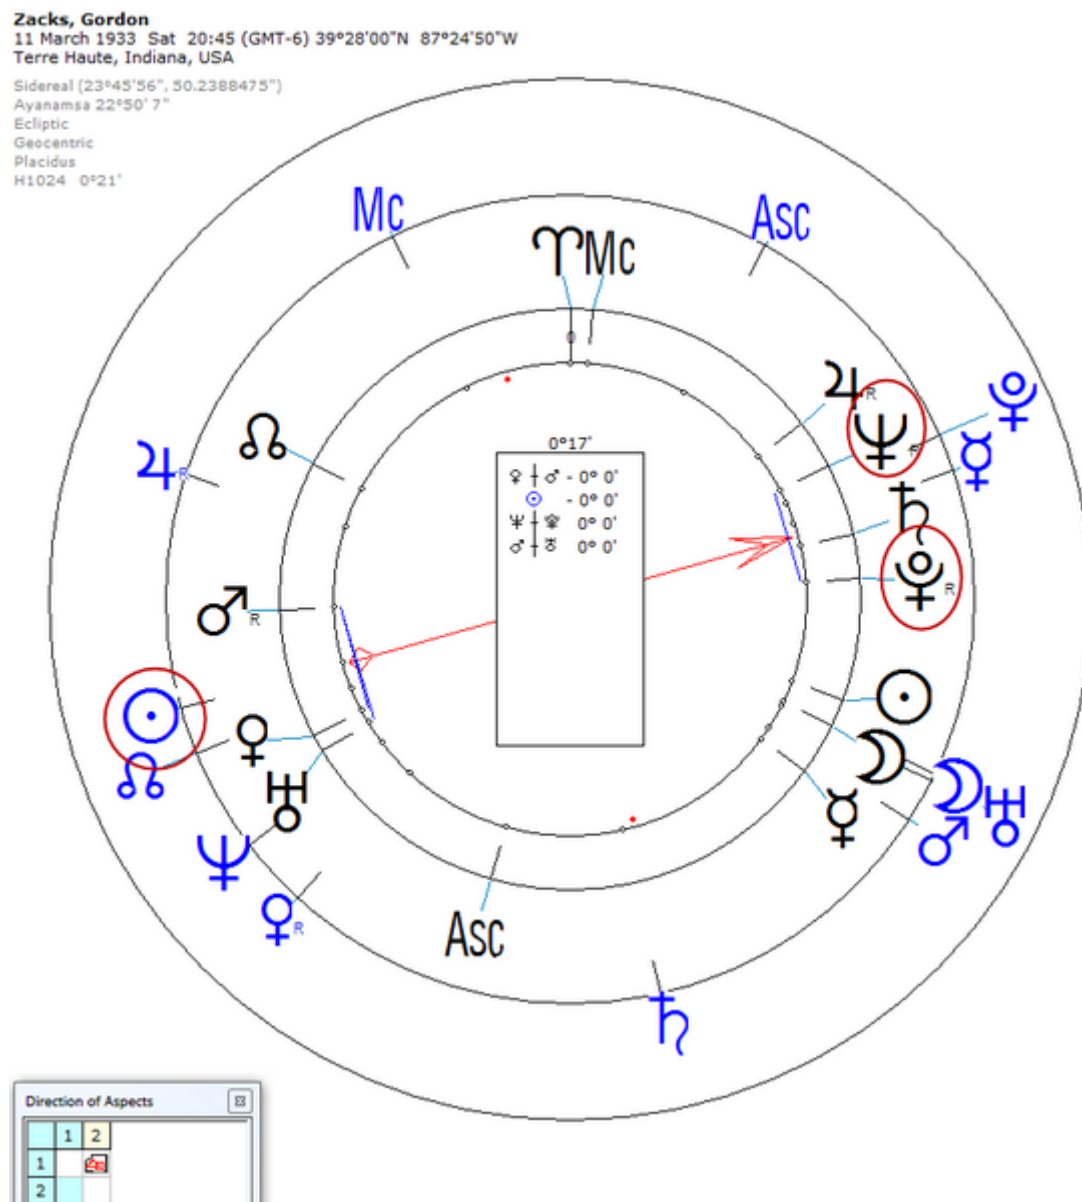 Zacks, Gordon
11 March 1933 Sat 20:45 (GMT-6) 39°28'00"N 87°24'50"W
Terre Haute, Indiana, USA
Sidereal (23°45'56", 50.2388475")
Ayanamsa 22°50' 7"
Ecliptic
Geocentric
Placidus
H1024 0°21'
Mc
Asc
♈ Mc
0
♃ R
♆ R
♇
☿
♄
♇ R
☊
♃ R
♂ R
0°17'
♀ ┼ ♂ - 0° 0'
☉ - 0° 0'
♆ ┼ 0° 0'
♂ ┼ ♅ 0° 0'
☉
♀
☊
♅
☉
☽
☿
☽ ♅
♂
♆
♀ R
Asc
♄
Direction of Aspects
1 2
1
2